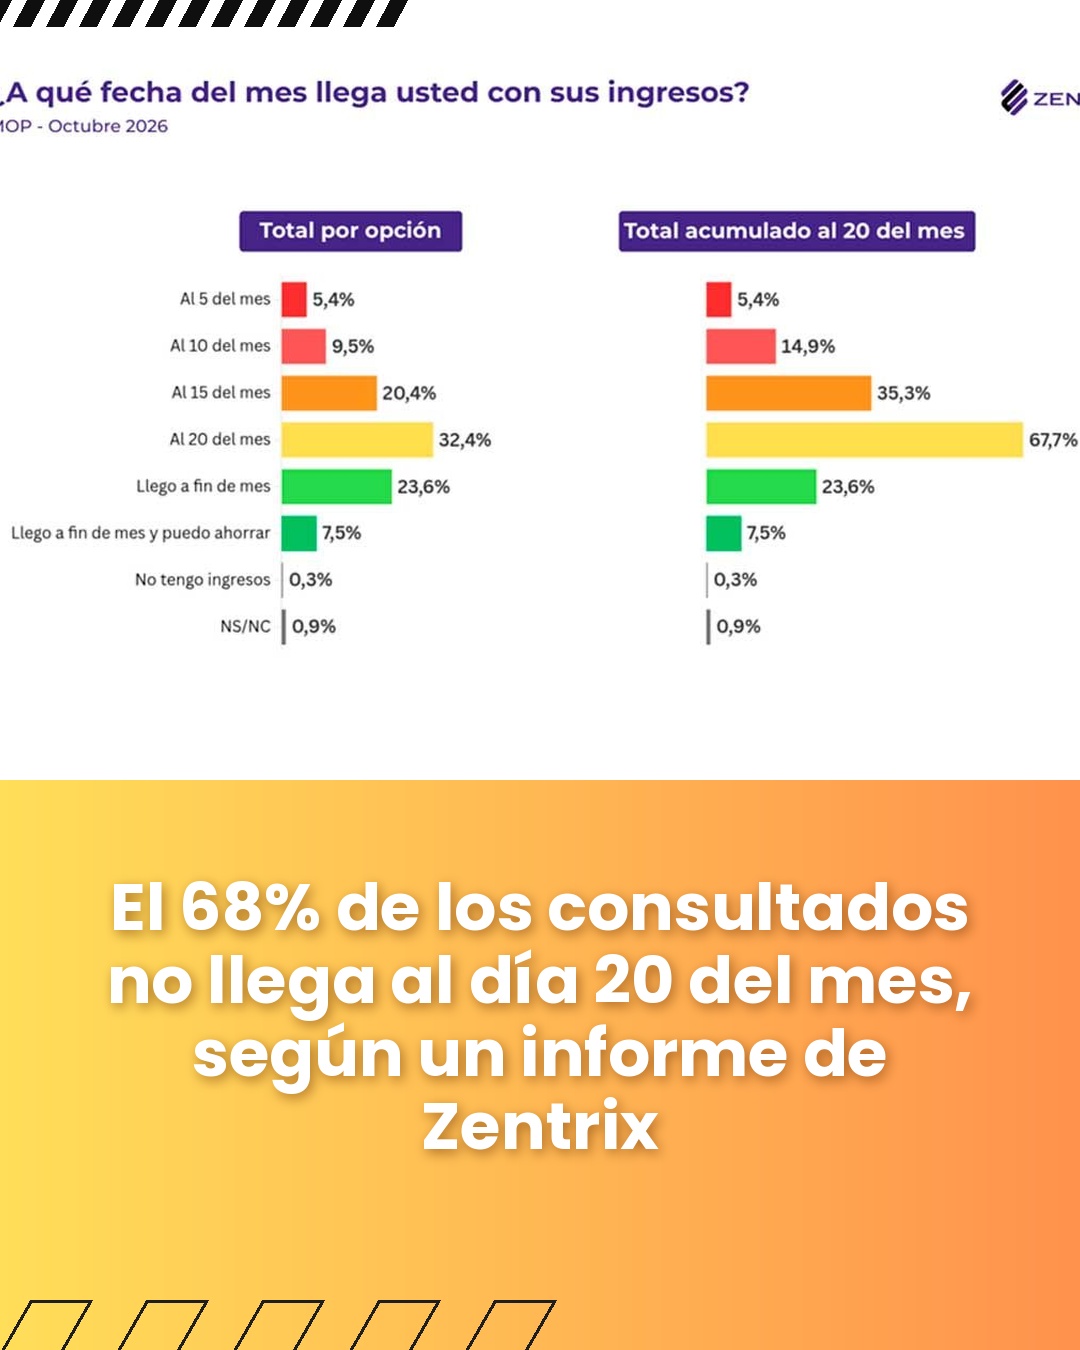 ¿A qué fecha del mes llega usted con sus ingresos?
MOP - Octubre 2026
ZEN
Total por opción
Al 5 del mes 5,4%
Al 10 del mes 9,5%
Al 15 del mes 20,4%
Al 20 del mes 32,4%
Llego a fin de mes 23,6%
Llego a fin de mes y puedo ahorrar 7,5%
No tengo ingresos 0,3%
NS/NC 0,9%
Total acumulado al 20 del mes
5,4%
14,9%
35,3%
67,7%
23,6%
7,5%
0,3%
0,9%
El 68% de los consultados
no llega al día 20 del mes,
según un informe de
Zentrix